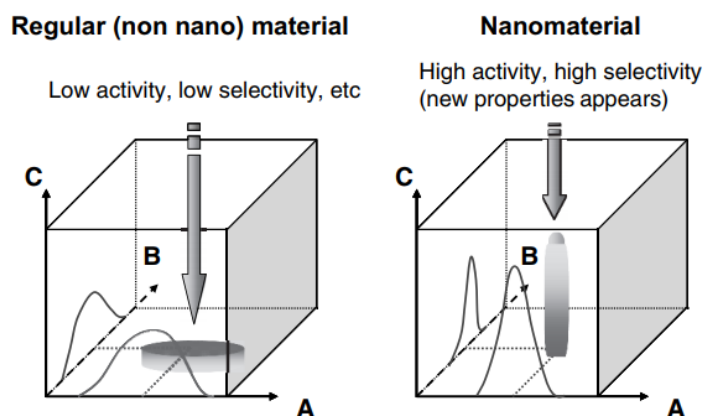 Regular (non nano) material
Nanomaterial
Low activity, low selectivity, etc
High activity, high selectivity
(new properties appears)
C
B
A
C
B
A